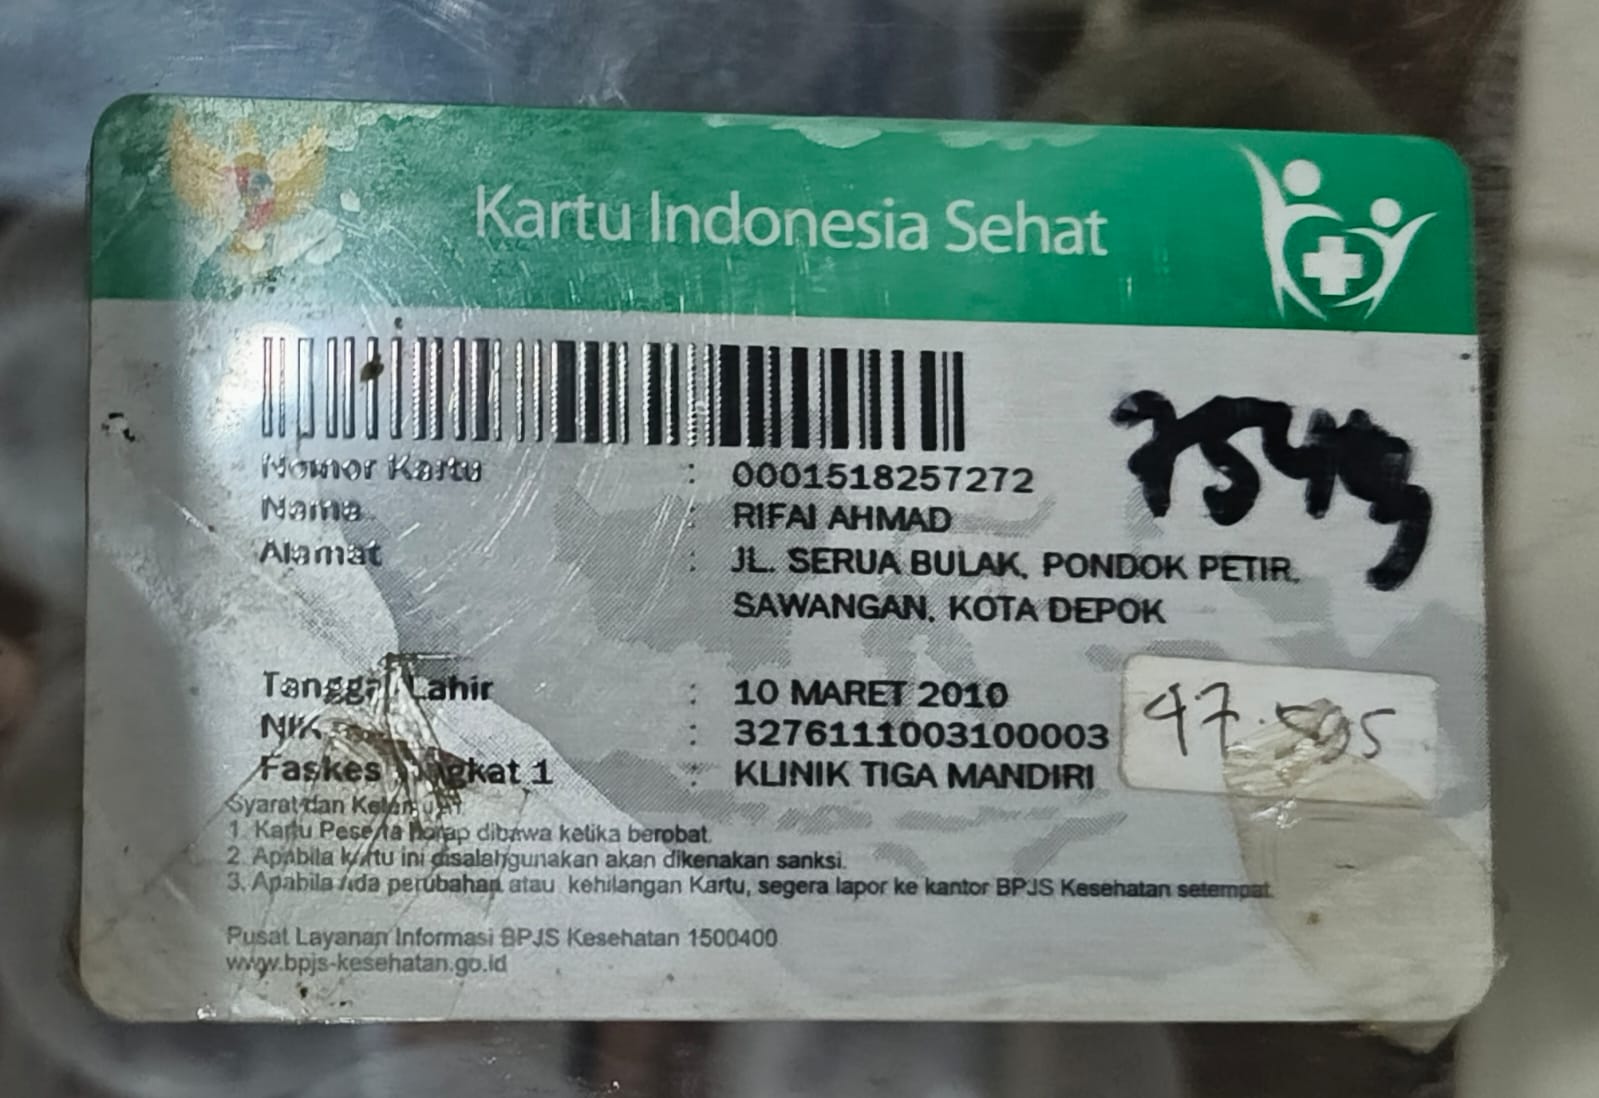 Kartu Indonesia Sehat
Nomor Kartu : 0001518257272
Nama : RIFAI AHMAD
Alamat : JL. SERUA BULAK, PONDOK PETIR,
SAWANGAN, KOTA DEPOK
Tanggal Lahir : 10 MARET 2010
NIK : 3276111003100003
Faskes Tingkat 1 : KLINIK TIGA MANDIRI
Syarat dan Ketentuan
1. Kartu Peserta harap dibawa ketika berobat.
2. Apabila kartu ini disalahgunakan akan dikenakan sanksi.
3. Apabila Ada perubahan atau kehilangan Kartu, segera lapor ke kantor BPJS Kesehatan setempat.
Pusat Layanan Informasi BPJS Kesehatan 1500400
www.bpjs-kesehatan.go.id